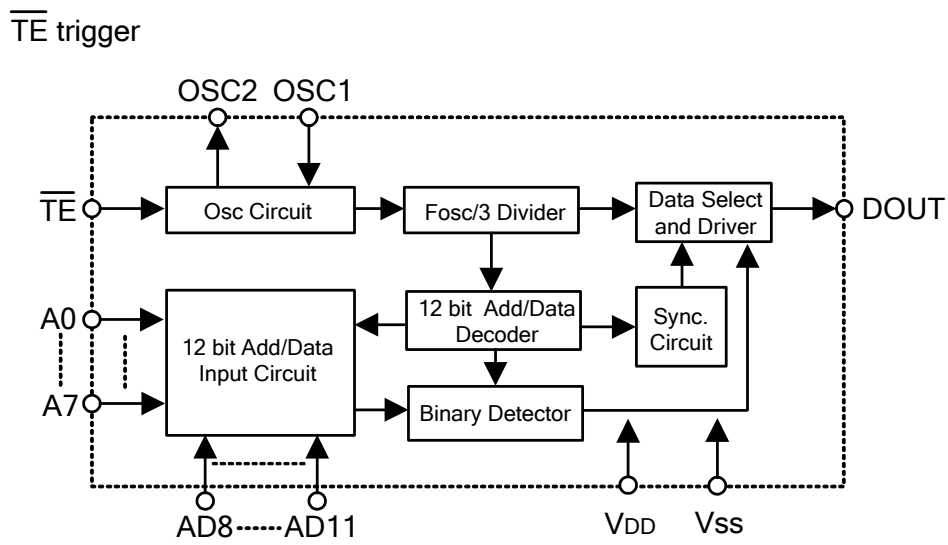 TE trigger
OSC2 OSC1
TE
Osc Circuit
Fosc/3 Divider
Data Select
and Driver
DOUT
A0
A7
12 bit Add/Data
Input Circuit
12 bit Add/Data
Decoder
Sync.
Circuit
Binary Detector
AD8 AD11
VDD
Vss